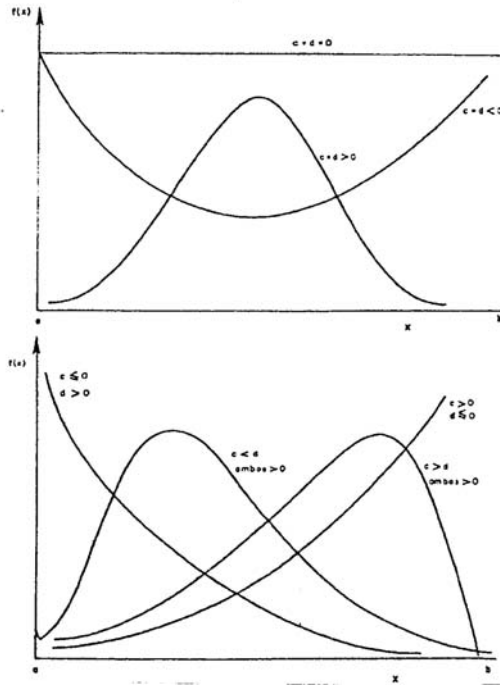 f(x)
c = d = 0
c = d < 0
c = d > 0
a
x
f(x)
c ≤ 0
d > 0
c < d
ambos > 0
c > 0
d ≤ 0
c > d
ambos > 0
a
b
x